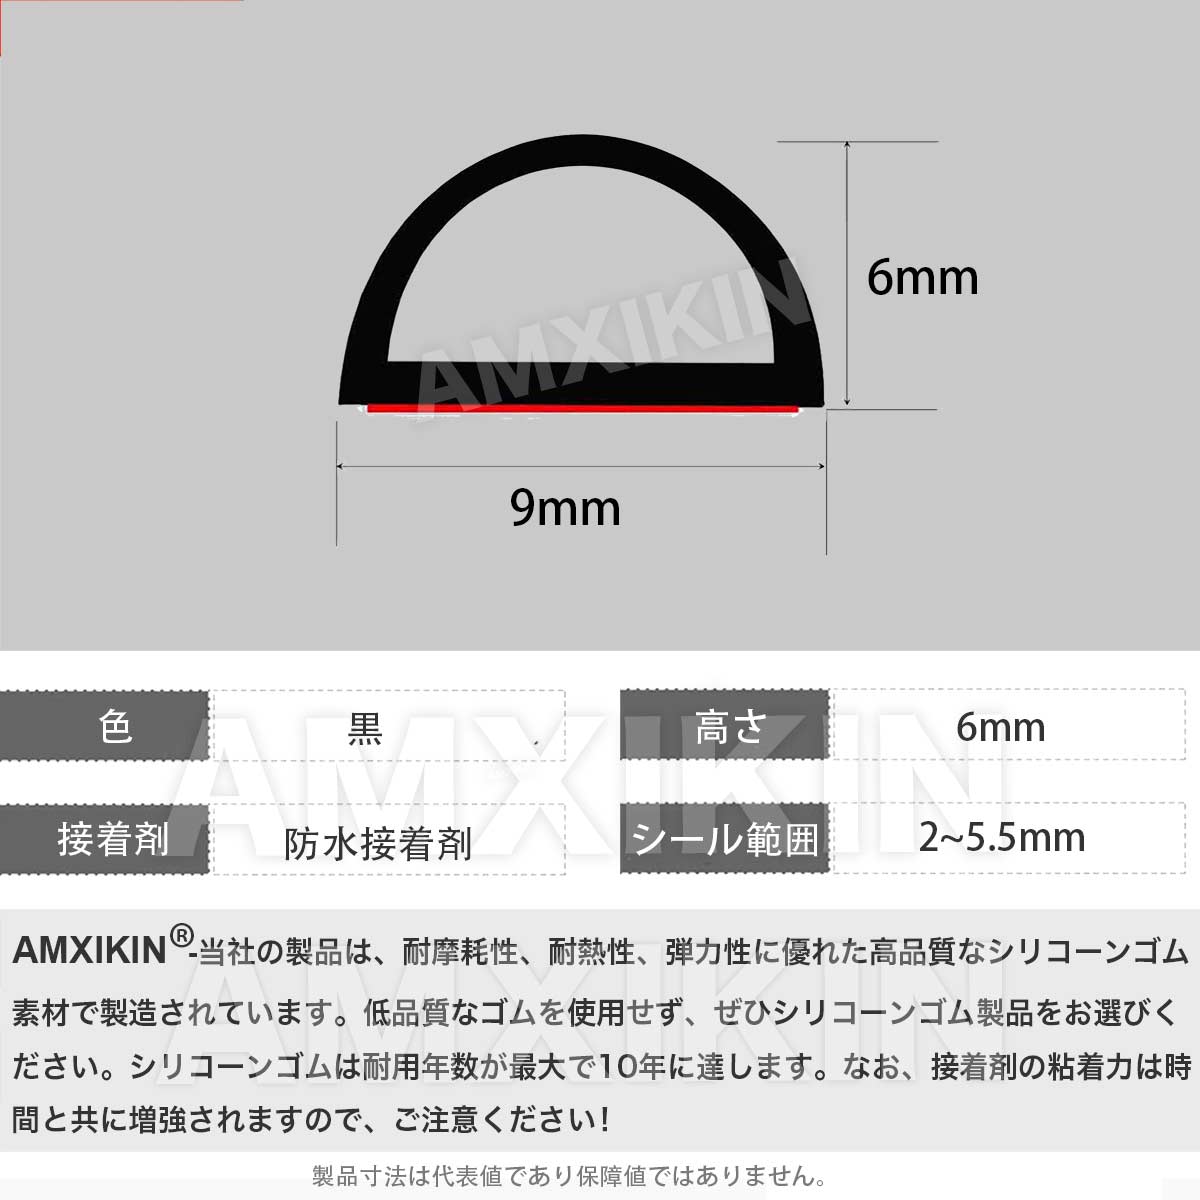 6mm
AMXIKIN
9mm
色 黒
高さ 6mm
AMXIKIN
接着剤 防水接着剤
シール範囲 2~5.5mm
AMXIKIN®-当社の製品は、耐摩耗性、耐熱性、弾力性に優れた高品質なシリコーンゴム
素材で製造されています。低品質なゴムを使用せず、ぜひシリコーンゴム製品をお選びく
ださい。シリコーンゴムは耐用年数が最大で10年に達します。なお、接着剤の粘着力は時
間と共に増強されますので、ご注意ください!
AMXIKIN
製品寸法は代表値であり保障値ではありません。